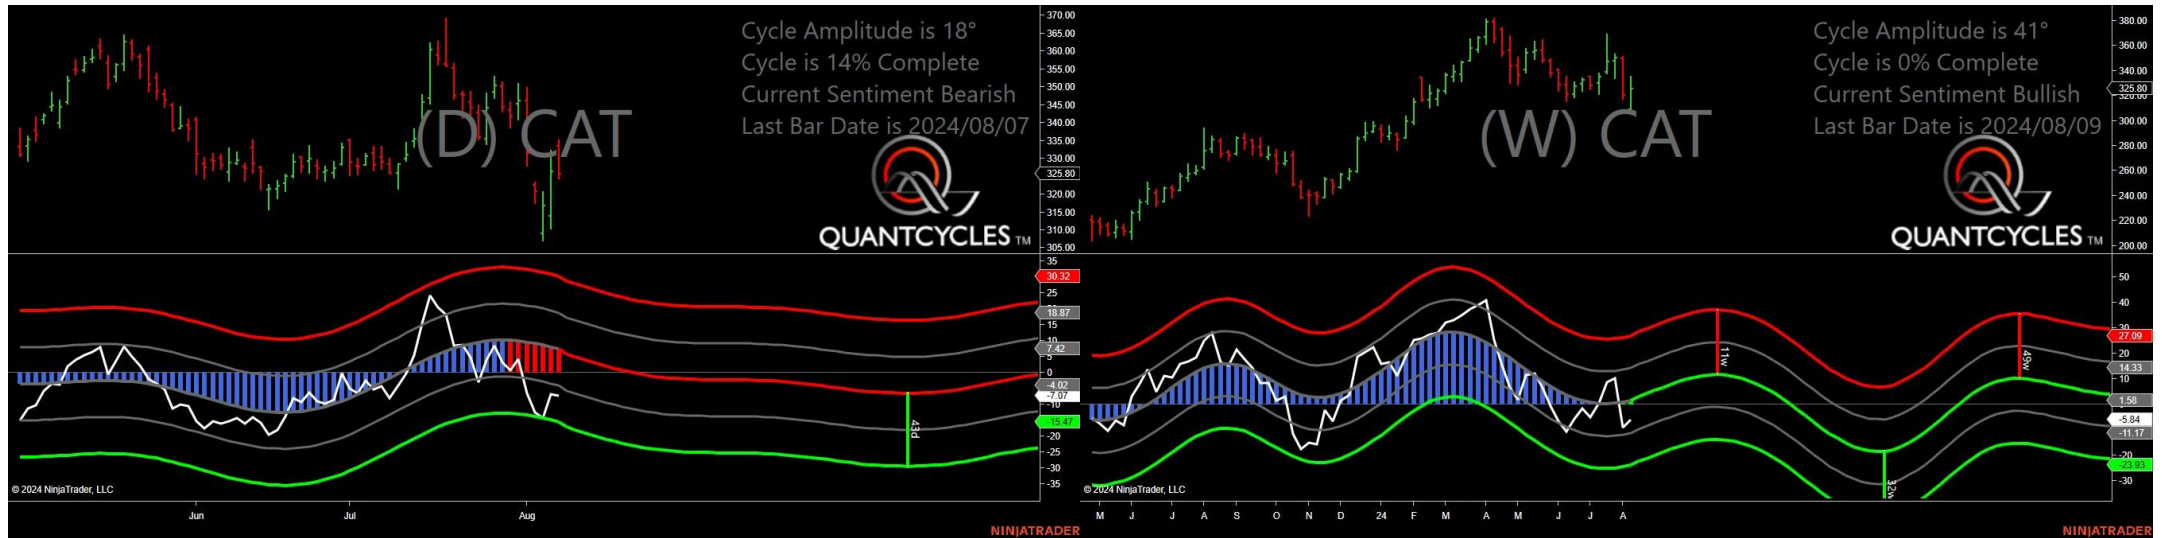 Cycle Amplitude is 18°
Cycle is 14% Complete
Current Sentiment Bearish
Last Bar Date is 2024/08/07
(D) CAT
QUANTCYCLES TM
370.00
365.00
360.00
355.00
350.00
345.00
340.00
335.00
330.00
325.80
320.00
315.00
310.00
305.00
35
30.32
25
18.87
15
7.42
5
0
-4.02
-7.07
-10
-15.47
-20
-25
-30
-35
43d
© 2024 NinjaTrader, LLC
Jun Jul Aug
NINJATRADER
Cycle Amplitude is 41°
Cycle is 0% Complete
Current Sentiment Bullish
Last Bar Date is 2024/08/09
(W) CAT
QUANTCYCLES TM
380.00
360.00
340.00
325.80
300.00
280.00
260.00
240.00
220.00
200.00
50
40
27.09
20
14.33
10
1.58
-5.84
-11.17
-20
-23.93
-30
11w
32w
49w
© 2024 NinjaTrader, LLC
M J J A S O N D 24 F M A M J J A
NINJATRADER